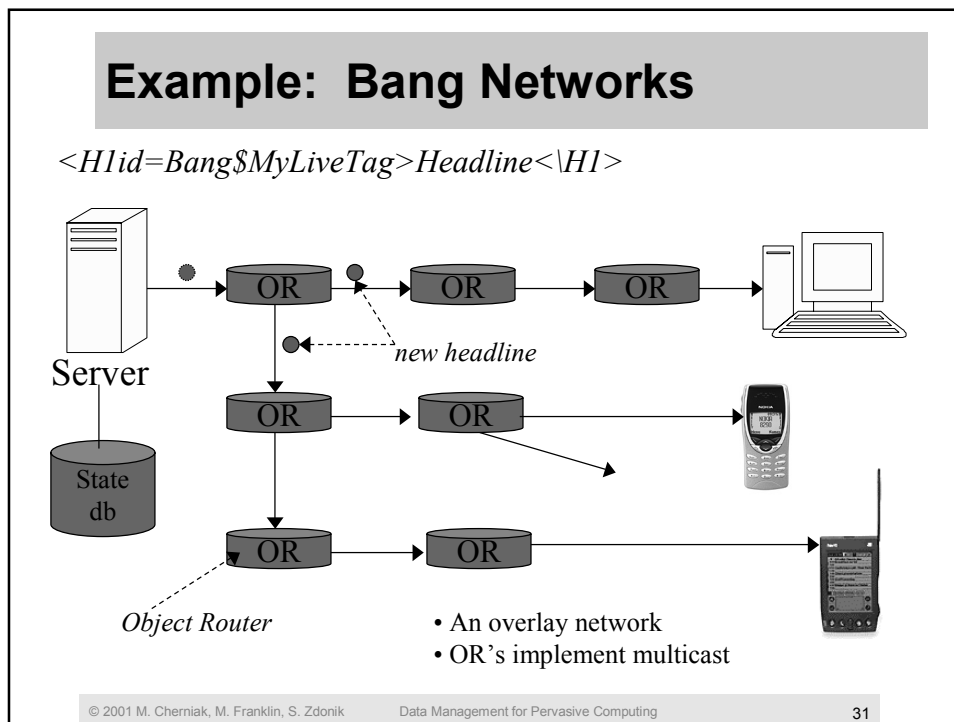 Example: Bang Networks
<H1id=Bang$MyLiveTag>Headline<\H1>
OR
OR
OR
new headline
Server
OR
OR
NOKIA
NOKIA
State
db
OR
OR
Object Router
• An overlay network
• OR's implement multicast
© 2001 M. Cherniak, M. Franklin, S. Zdonik
Data Management for Pervasive Computing
31